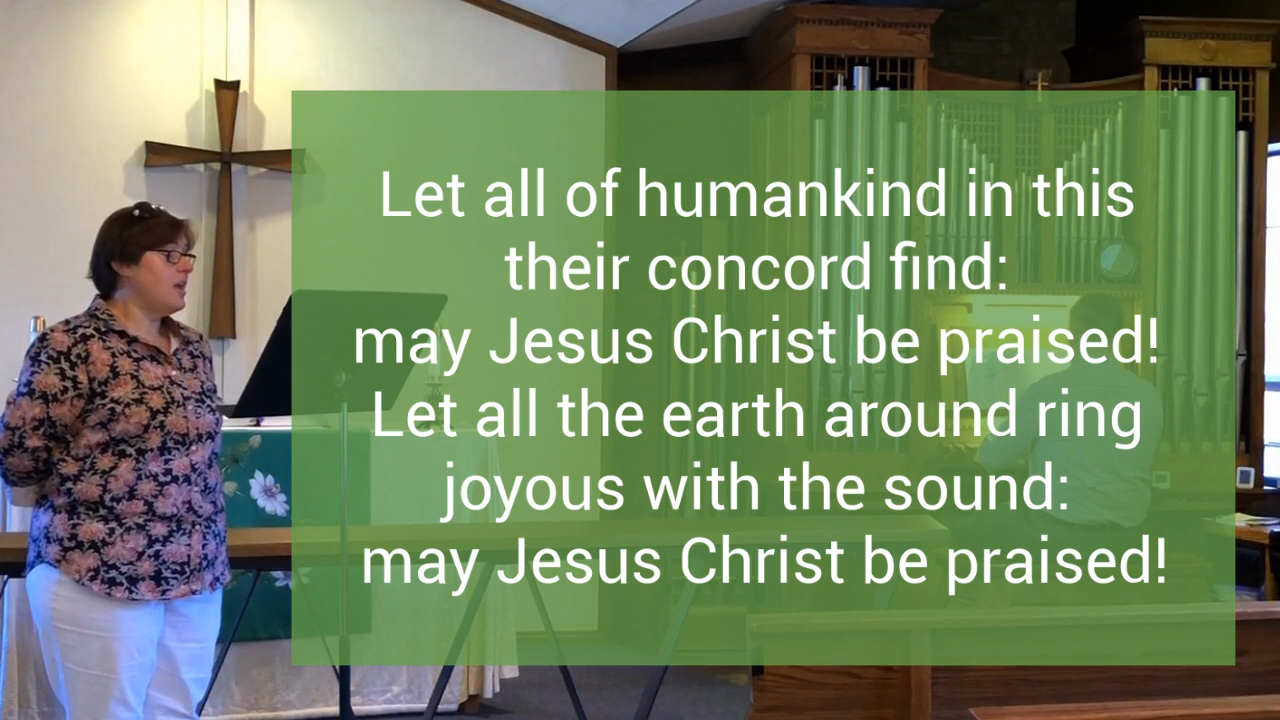 Let all of humankind in this
their concord find:
may Jesus Christ be praised!
Let all the earth around ring
joyous with the sound:
may Jesus Christ be praised!